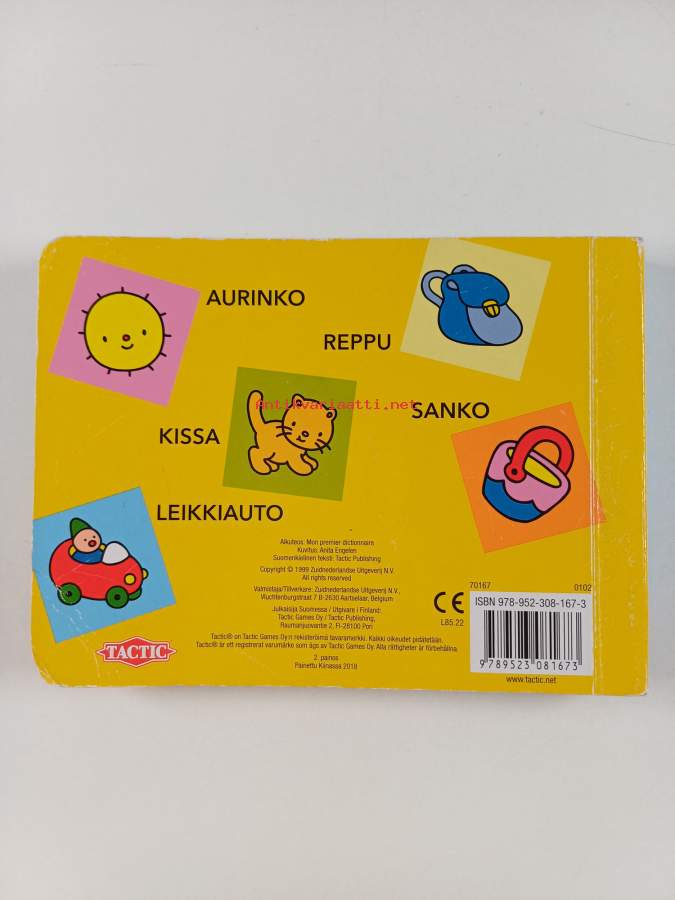 AURINKO
REPPU
Antikvariaatti.net
SANKO
KISSA
LEIKKIAUTO
Alkuteos: Mon premier dictionnaire
Kuvitus: Anita Engelen
Suomenkielinen teksti: Tactic Publishing
Copyright © 1999 Zuidnederlandse Uitgeverij N.V.
All rights reserved
Valmistaja/Tillverkare: Zuidnederlandse Uitgeverij N.V.,
Vluchtenburgstraat 7 B-2630 Aartselaar, Belgium
Julkaisija Suomessa / Utgivare i Finland:
Tactic Games Oy / Tactic Publishing,
Raumanjuovantie 2, FI-28100 Pori
Tactic® on Tactic Games Oy:n rekisteröimä tavaramerkki. Kaikki oikeudet pidätetään.
Tactic® är ett registrerat varumärke som ägs av Tactic Games Oy. Alla rättigheter är förbehållna.
2. painos
Painettu Kiinassa 2018
TACTIC
CE
L85.22
70167 0102
ISBN 978-952-308-167-3
9 789523 081673
www.tactic.net